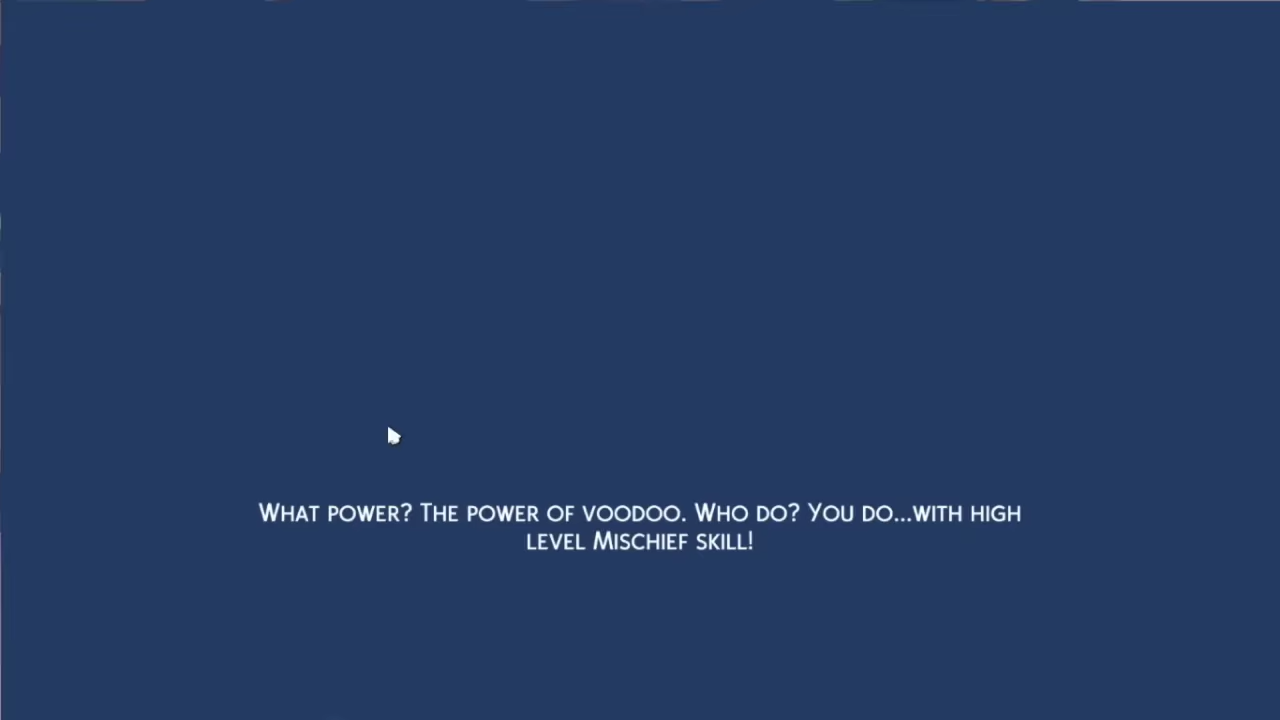 What power? The power of voodoo. Who do? You do...with high
level Mischief skill!